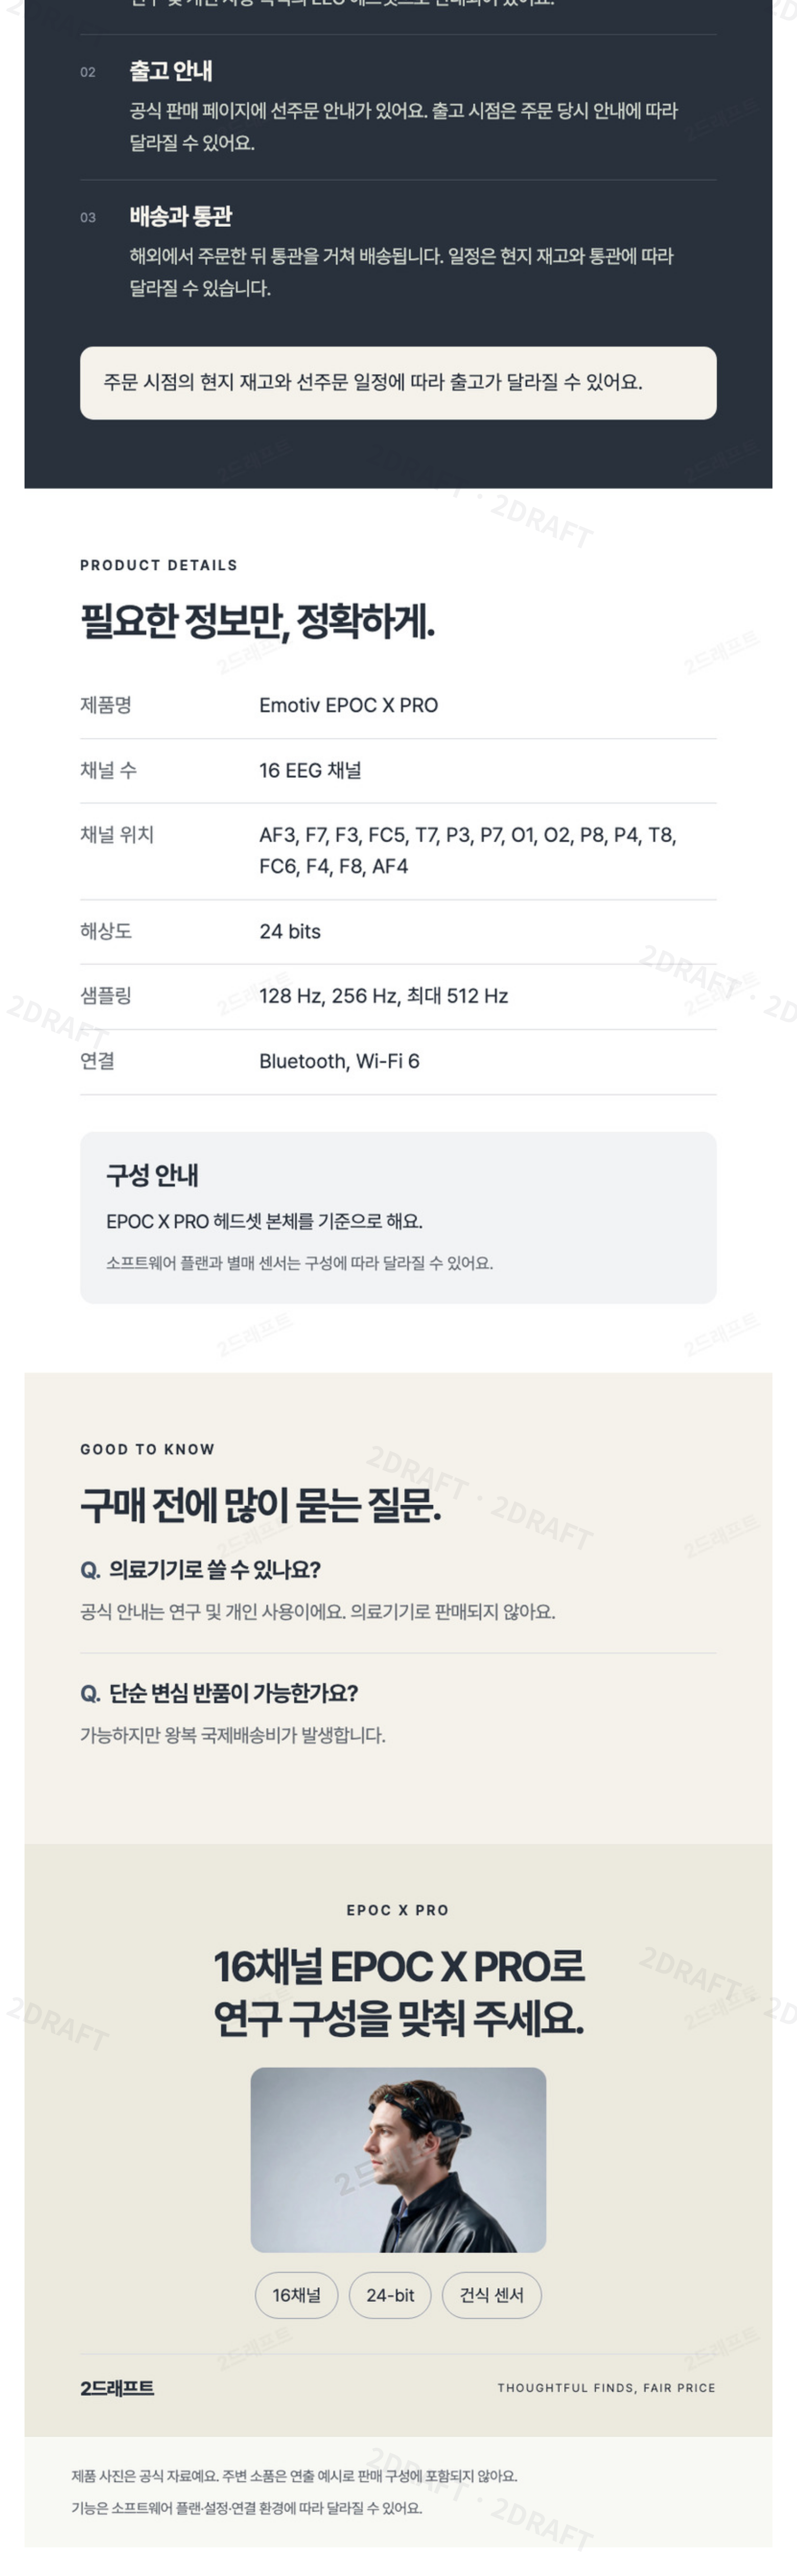 02 출고 안내
공식 판매 페이지에 선주문 안내가 있어요. 출고 시점은 주문 당시 안내에 따라
달라질 수 있어요.
03 배송과 통관
해외에서 주문한 뒤 통관을 거쳐 배송됩니다. 일정은 현지 재고와 통관에 따라
달라질 수 있습니다.
주문 시점의 현지 재고와 선주문 일정에 따라 출고가 달라질 수 있어요.
2DRAFT · 2DRAFT
PRODUCT DETAILS
필요한 정보만, 정확하게.
제품명 Emotiv EPOC X PRO
채널 수 16 EEG 채널
채널 위치 AF3, F7, F3, FC5, T7, P3, P7, O1, O2, P8, P4, T8,
FC6, F4, F8, AF4
해상도 24 bits
샘플링 128 Hz, 256 Hz, 최대 512 Hz
연결 Bluetooth, Wi-Fi 6
구성 안내
EPOC X PRO 헤드셋 본체를 기준으로 해요.
소프트웨어 플랜과 별매 센서는 구성에 따라 달라질 수 있어요.
GOOD TO KNOW
구매 전에 많이 묻는 질문.
Q. 의료기기로 쓸 수 있나요?
공식 안내는 연구 및 개인 사용이에요. 의료기기로 판매되지 않아요.
Q. 단순 변심 반품이 가능한가요?
가능하지만 왕복 국제배송비가 발생합니다.
EPOC X PRO
16채널 EPOC X PRO로
연구 구성을 맞춰 주세요.
2드래프트
16채널 24-bit 건식 센서
2드래프트 THOUGHTFUL FINDS, FAIR PRICE
제품 사진은 공식 자료예요. 주변 소품은 연출 예시로 판매 구성에 포함되지 않아요.
기능은 소프트웨어 플랜·설정·연결 환경에 따라 달라질 수 있어요.